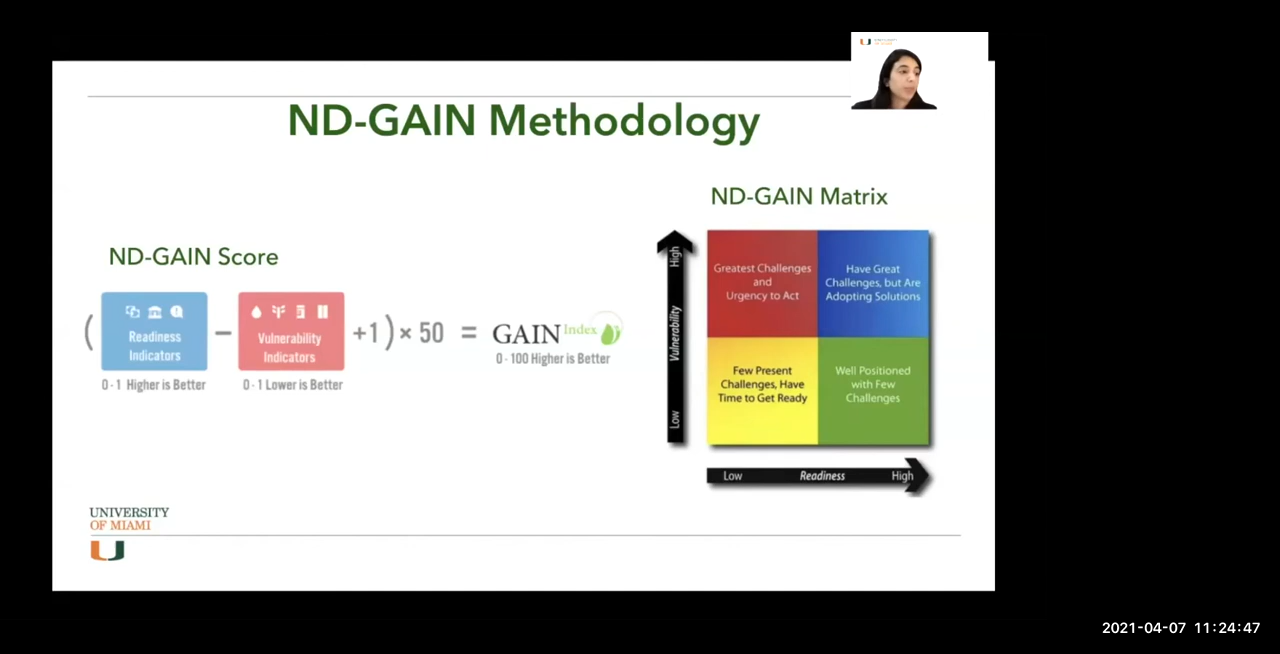 ND-GAIN Methodology
ND-GAIN Score
(
Readiness
Indicators
−
Vulnerability
Indicators
+1 ) × 50 =
GAIN Index
0 - 1 Higher is Better
0 - 1 Lower is Better
0 - 100 Higher is Better
ND-GAIN Matrix
High
Vulnerability
Low
Greatest Challenges
and
Urgency to Act
Have Great
Challenges, but Are
Adopting Solutions
Few Present
Challenges, Have
Time to Get Ready
Well Positioned
with Few
Challenges
Low Readiness High
UNIVERSITY
OF MIAMI
2021-04-07 11:24:47